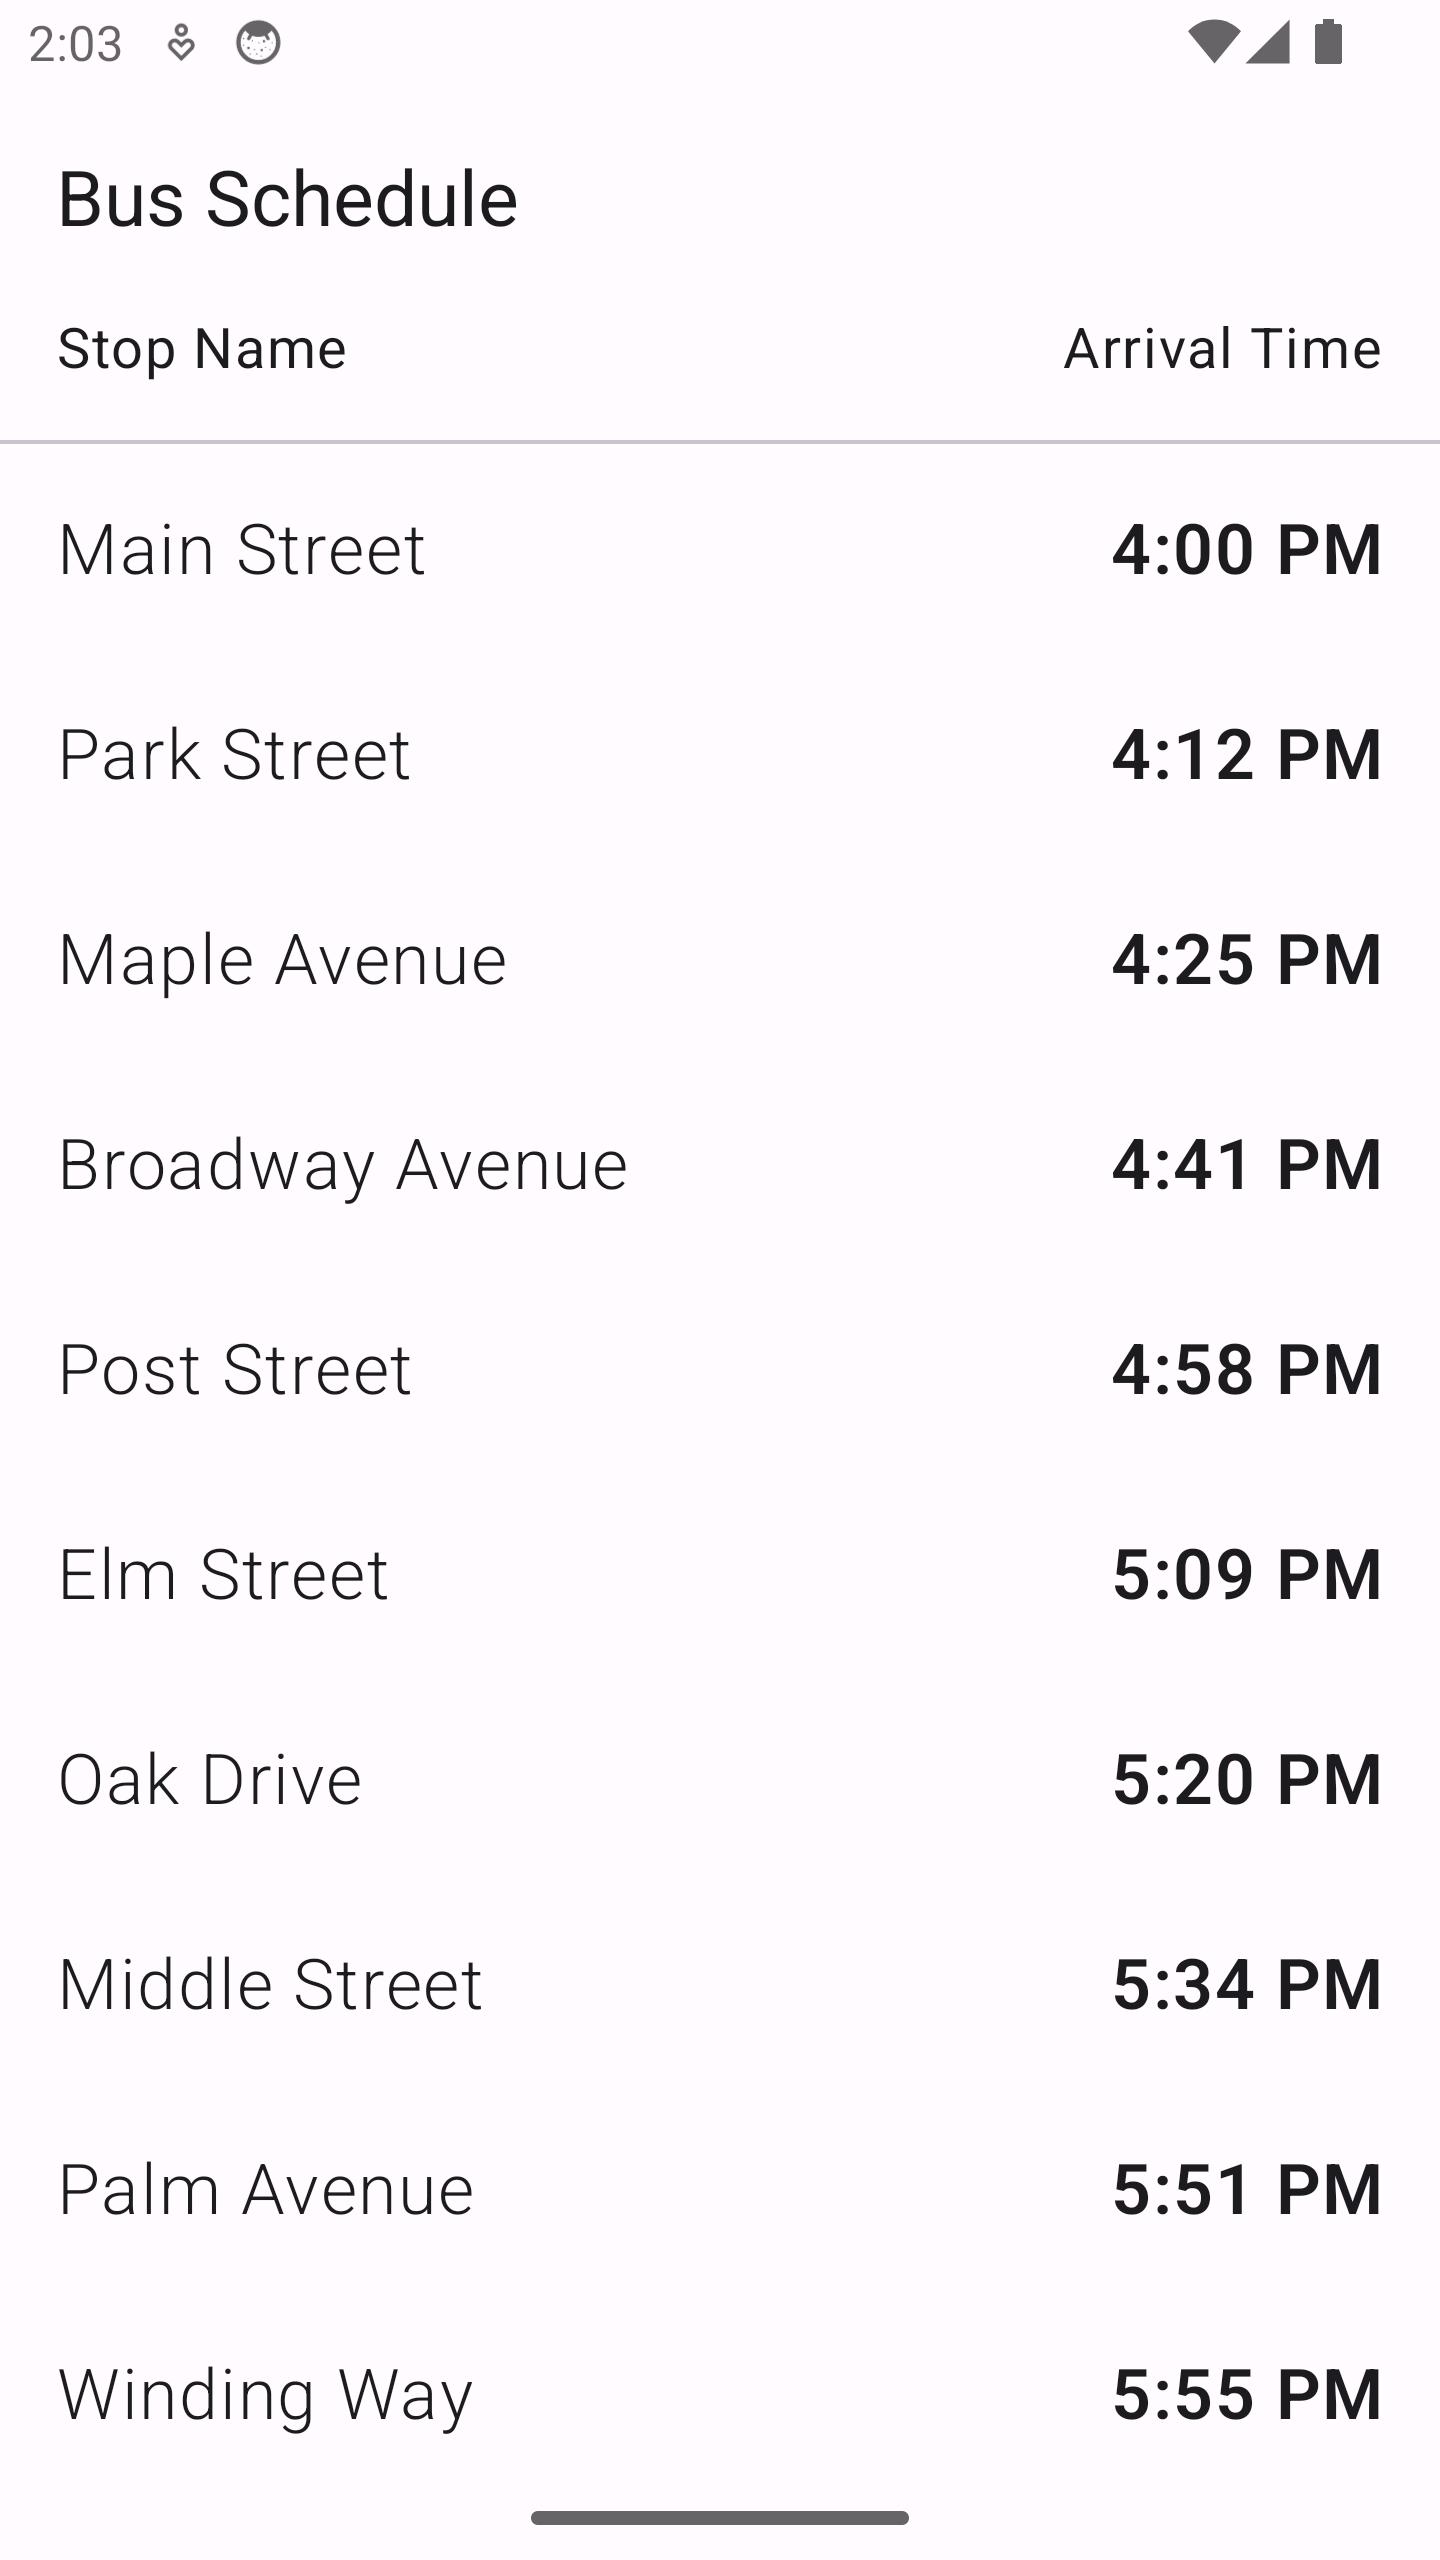 2:03
Bus Schedule
Stop Name Arrival Time
Main Street 4:00 PM
Park Street 4:12 PM
Maple Avenue 4:25 PM
Broadway Avenue 4:41 PM
Post Street 4:58 PM
Elm Street 5:09 PM
Oak Drive 5:20 PM
Middle Street 5:34 PM
Palm Avenue 5:51 PM
Winding Way 5:55 PM